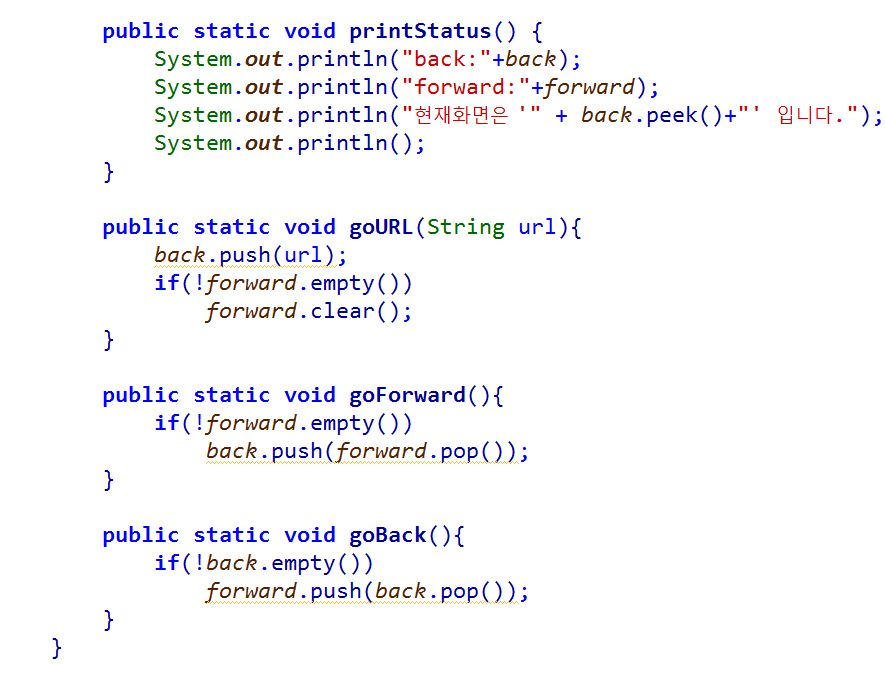 public static void printStatus() {
System.out.println("back:"+back);
System.out.println("forward:"+forward);
System.out.println("현재화면은 '" + back.peek()+"' 입니다.");
System.out.println();
}
public static void goURL(String url){
back.push(url);
if(!forward.empty())
forward.clear();
}
public static void goForward(){
if(!forward.empty())
back.push(forward.pop());
}
public static void goBack(){
if(!back.empty())
forward.push(back.pop());
}
}